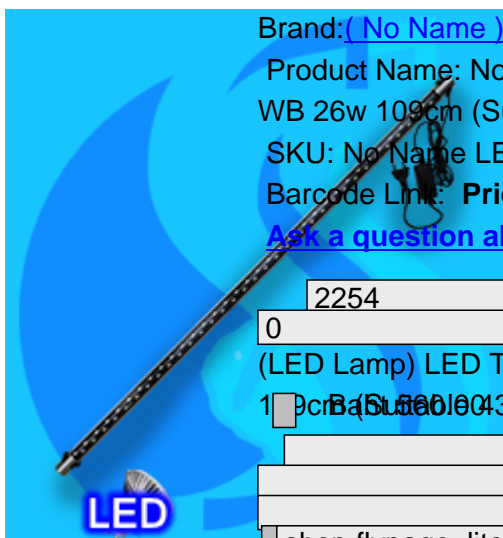 Brand:( No Name )
Product Name: No
WB 26w 109cm (Su
SKU: No Name LE
Barcode Link: Pri
Ask a question a
2254
0
(LED Lamp) LED T
LED